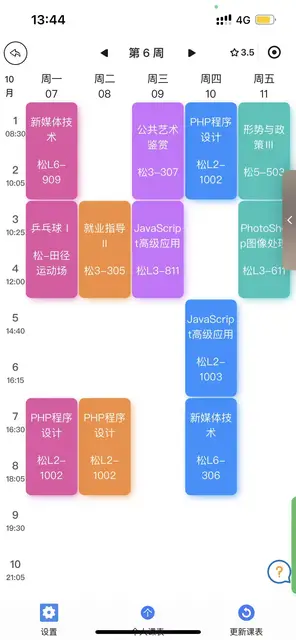 13:44
4G
第 6 周
3.5
10
月
周一
07
周二
08
周三
09
周四
10
周五
11
1
08:30
2
10:05
新媒体技
术
松L6-
909
公共艺术
鉴赏
松3-307
PHP程序
设计
松L2-
1002
形势与政
策Ⅲ
松5-503
3
10:25
4
12:00
乒乓球Ⅰ
松-田径
运动场
就业指导
Ⅱ
松3-305
JavaScrip
t高级应用
松L3-811
PhotoSho
p图像处理
松L3-611
5
14:40
6
16:15
JavaScrip
t高级应用
松L2-
1003
7
16:30
8
18:05
PHP程序
设计
松L2-
1002
PHP程序
设计
松L2-
1002
新媒体技
术
松L6-
306
9
19:30
10
21:05
?
设置
个人课表
更新课表